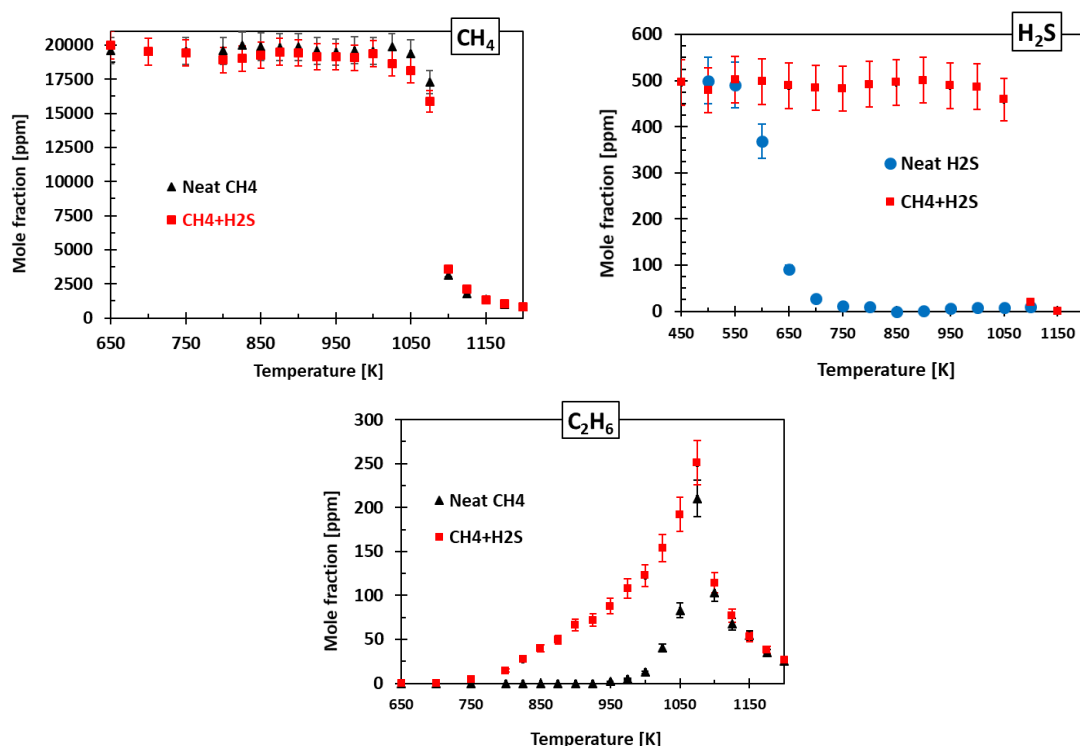 CH4
Mole fraction [ppm]
20000
17500
15000
12500
10000
7500
5000
2500
0
Neat CH4
CH4+H2S
650
750
850
950
1050
1150
Temperature [K]
H2S
Mole fraction [ppm]
600
500
400
300
200
100
0
Neat H2S
CH4+H2S
450
550
650
750
850
950
1050
1150
Temperature [K]
C2H6
Mole fraction [ppm]
300
250
200
150
100
50
0
Neat CH4
CH4+H2S
650
750
850
950
1050
1150
Temperature [K]